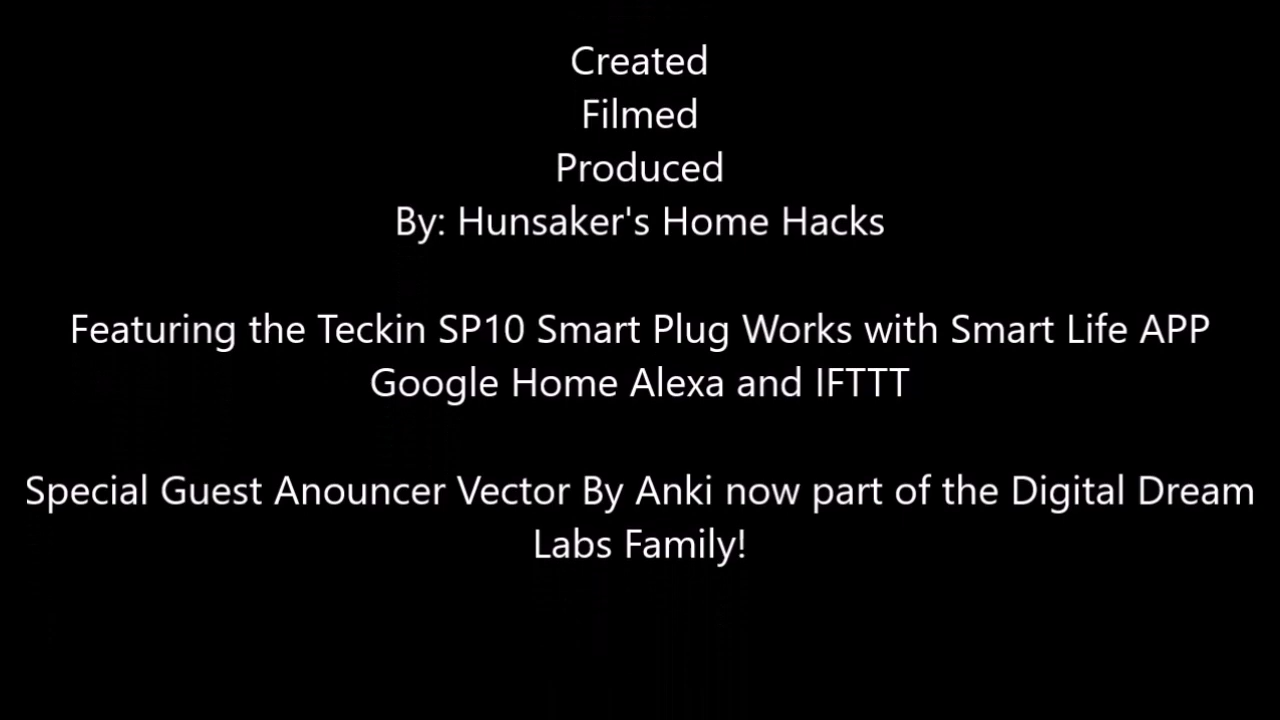 Created
Filmed
Produced
By: Hunsaker's Home Hacks
Featuring the Teckin SP10 Smart Plug Works with Smart Life APP
Google Home Alexa and IFTTT
Special Guest Anouncer Vector By Anki now part of the Digital Dream
Labs Family!